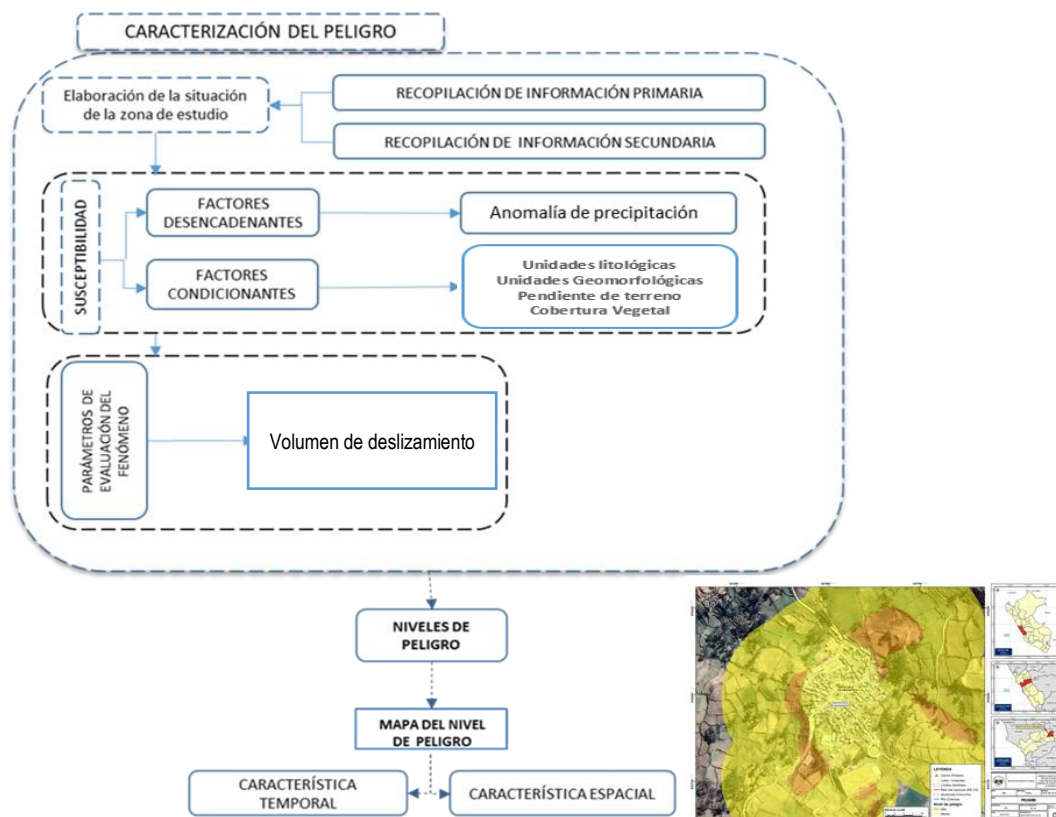 CARACTERIZACIÓN DEL PELIGRO
Elaboración de la situación
de la zona de estudio
RECOPILACIÓN DE INFORMACIÓN PRIMARIA
RECOPILACIÓN DE INFORMACIÓN SECUNDARIA
SUSCEPTIBILIDAD
FACTORES
DESENCADENANTES
Anomalía de precipitación
FACTORES
CONDICIONANTES
Unidades litológicas
Unidades Geomorfológicas
Pendiente de terreno
Cobertura Vegetal
PARÁMETROS DE
EVALUACIÓN DEL
FENÓMENO
Volumen de deslizamiento
NIVELES DE
PELIGRO
MAPA DEL NIVEL
DE PELIGRO
CARACTERÍSTICA
TEMPORAL
CARACTERÍSTICA ESPACIAL
LEYENDA
Nivel de peligro